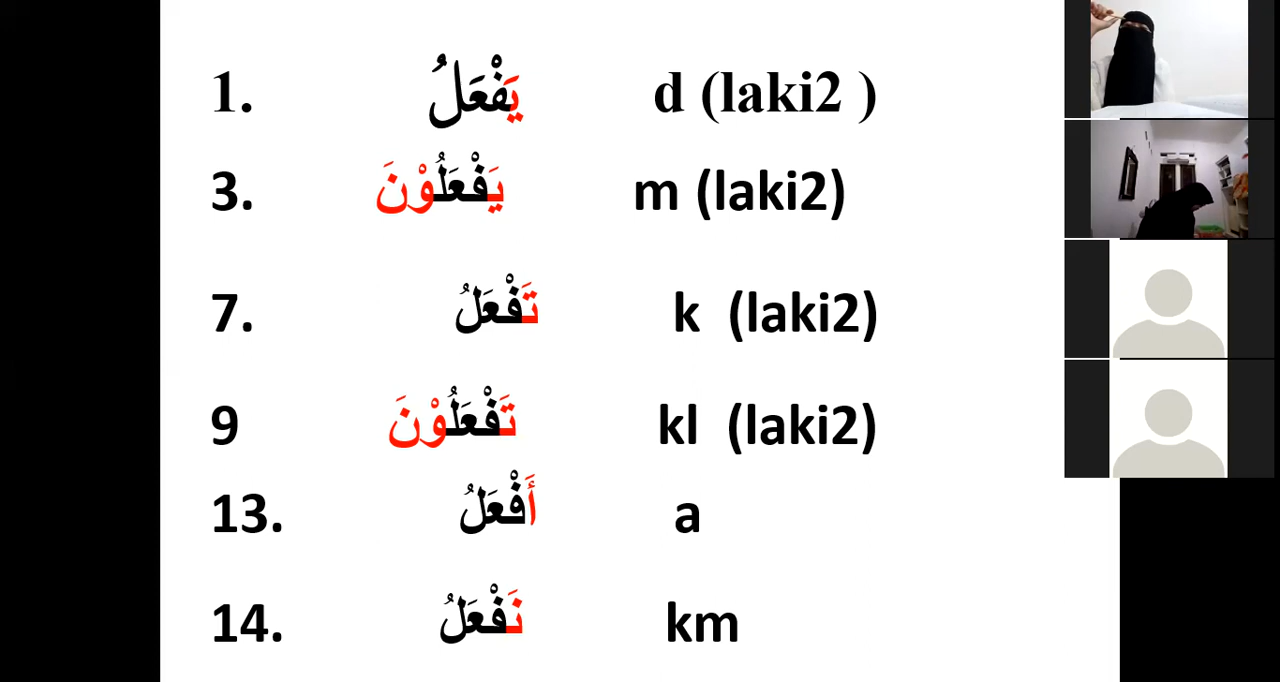 1. يَفْعَلُ d (laki2 )
3. يَفْعَلُوْنَ m (laki2)
7. تَفْعَلُ k (laki2)
9 تَفْعَلُوْنَ kl (laki2)
13. أَفْعَلُ a
14. نَفْعَلُ km